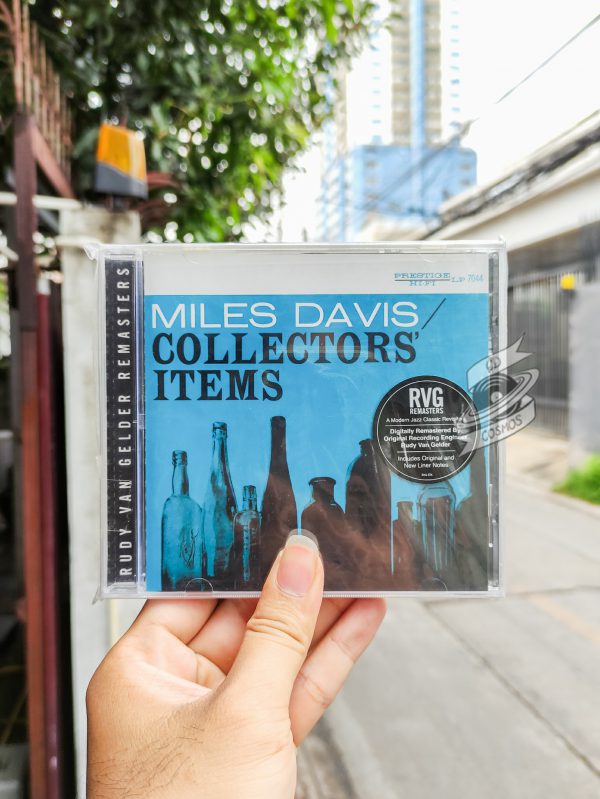 PRESTIGE LP 7044
HI-FI
MILES DAVIS/
COLLECTORS'
ITEMS
RUDY VAN GELDER REMASTERS
RVG
REMASTERS
A Modern Jazz Classic Revisited
Digitally Remastered By
Original Recording Engineer
Rudy Van Gelder
Includes Original and
New Liner Notes
CD
COSMOS